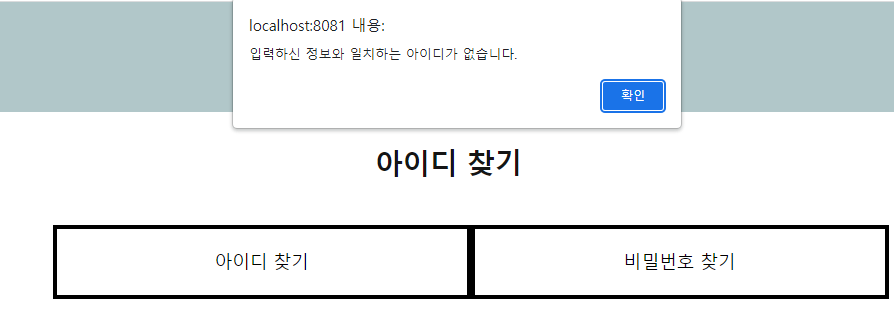 localhost:8081 내용:
입력하신 정보와 일치하는 아이디가 없습니다.
확인
아이디 찾기
아이디 찾기
비밀번호 찾기